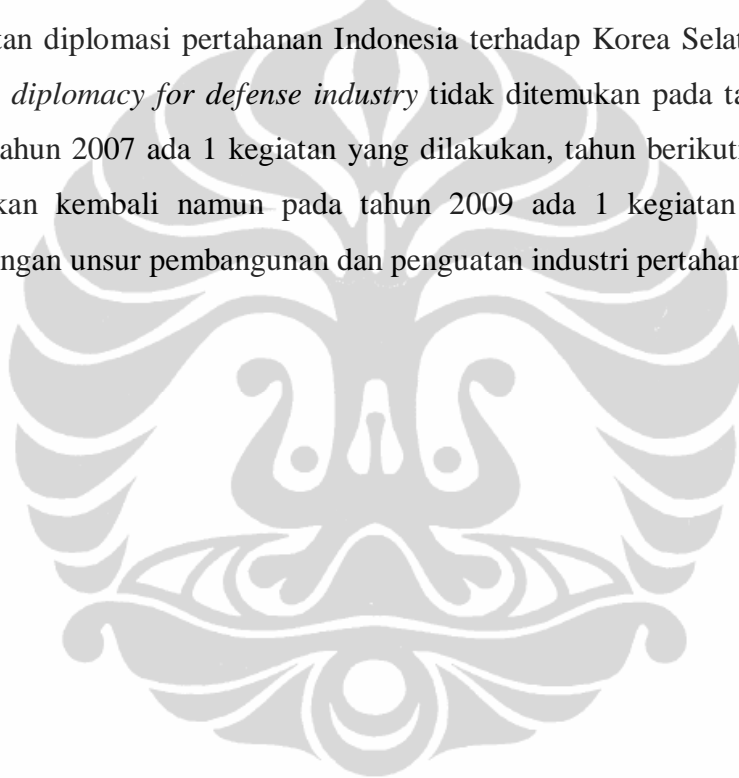 tan diplomasi pertahanan Indonesia terhadap Korea Selat
diplomacy for defense industry tidak ditemukan pada ta
ahun 2007 ada 1 kegiatan yang dilakukan, tahun berikut
kan kembali namun pada tahun 2009 ada 1 kegiatan
ngan unsur pembangunan dan penguatan industri pertahan